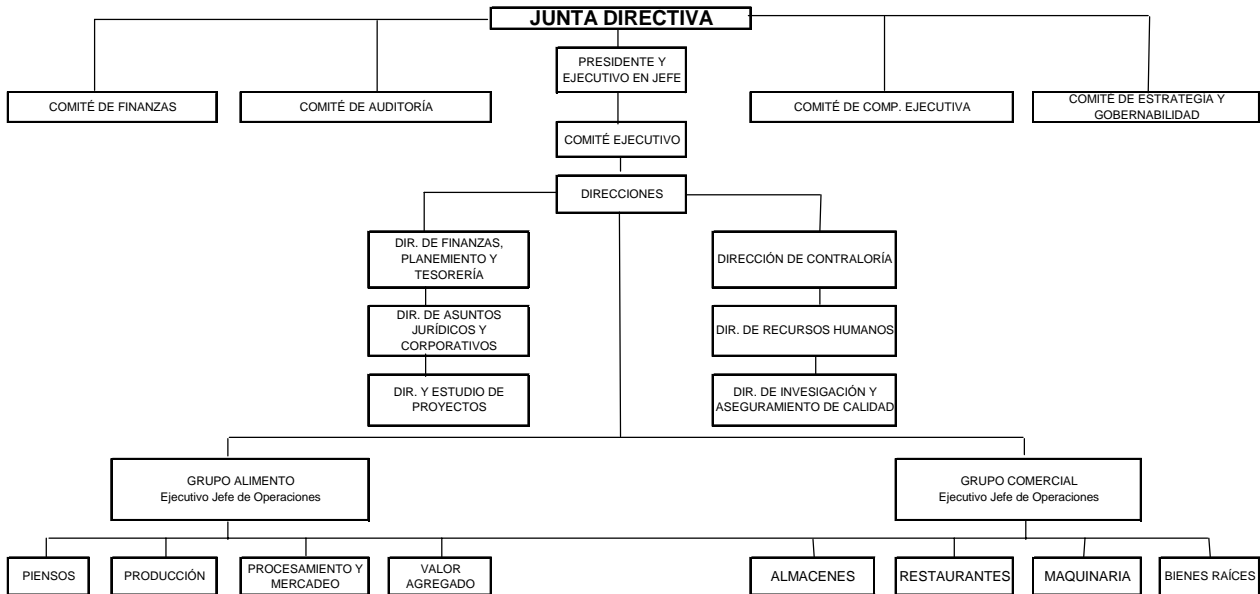 JUNTA DIRECTIVA
PRESIDENTE Y
EJECUTIVO EN JEFE
COMITÉ DE FINANZAS
COMITÉ DE AUDITORÍA
COMITÉ DE COMP. EJECUTIVA
COMITÉ DE ESTRATEGÍA Y
GOBERNABILIDAD
COMITÉ EJECUTIVO
DIRECCIONES
DIR. DE FINANZAS,
PLANEMIENTO Y
TESORERÍA
DIRECCIÓN DE CONTRALORÍA
DIR. DE ASUNTOS
JURÍDICOS Y
CORPORATIVOS
DIR. DE RECURSOS HUMANOS
DIR. Y ESTUDIO DE
PROYECTOS
DIR. DE INVESIGACIÓN Y
ASEGURAMIENTO DE CALIDAD
GRUPO ALIMENTO
Ejecutivo Jefe de Operaciones
GRUPO COMERCIAL
Ejecutivo Jefe de Operaciones
PIENSOS
PRODUCCIÓN
PROCESAMIENTO Y
MERCADEO
VALOR
AGREGADO
ALMACENES
RESTAURANTES
MAQUINARIA
BIENES RAÍCES